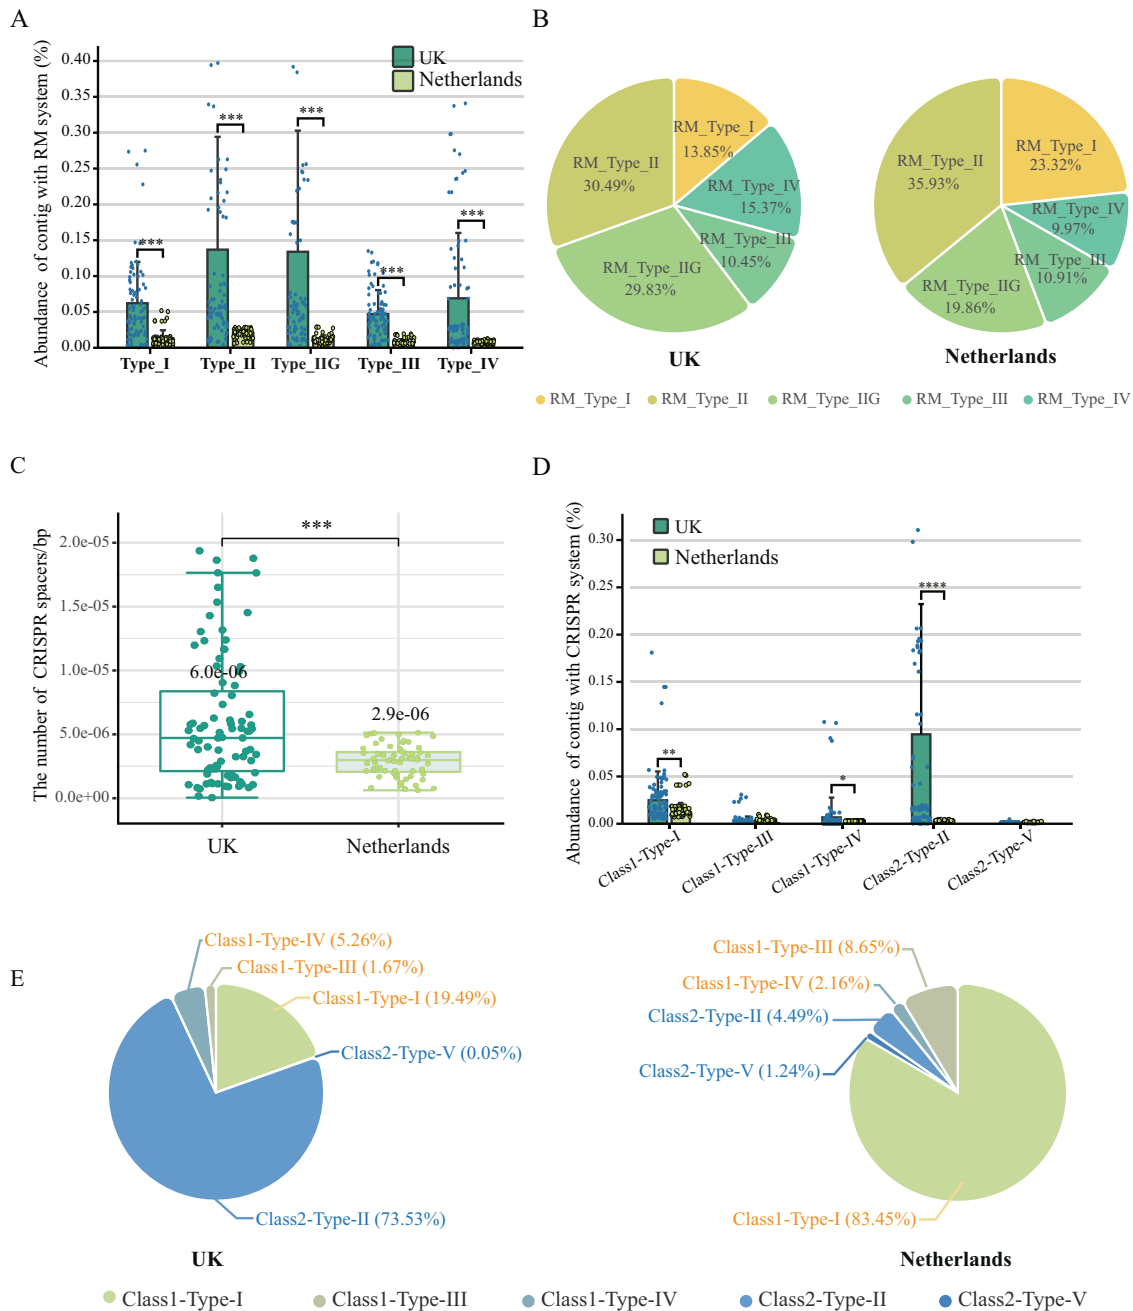 A
Abundance of contig with RM system (%)
0.40
0.35
0.30
0.25
0.20
0.15
0.10
0.05
0.00
UK
Netherlands
***
***
***
***
***
Type_I
Type_II
Type_IIG
Type_III
Type_IV
B
RM_Type_I
13.85%
RM_Type_IV
15.37%
RM_Type_III
10.45%
RM_Type_IIG
29.83%
RM_Type_II
30.49%
UK
RM_Type_I
23.32%
RM_Type_IV
9.97%
RM_Type_III
10.91%
RM_Type_IIG
19.86%
RM_Type_II
35.93%
Netherlands
RM_Type_I
RM_Type_II
RM_Type_IIG
RM_Type_III
RM_Type_IV
C
The number of CRISPR spacers/bp
2.0e-05
1.5e-05
1.0e-05
5.0e-06
0.0e+00
***
6.0e-06
2.9e-06
UK
Netherlands
D
Abundance of contig with CRISPR system (%)
0.30
0.25
0.20
0.15
0.10
0.05
0.00
UK
Netherlands
**
*
****
Class1-Type-I
Class1-Type-III
Class1-Type-IV
Class2-Type-II
Class2-Type-V
E
Class1-Type-IV (5.26%)
Class1-Type-III (1.67%)
Class1-Type-I (19.49%)
Class2-Type-V (0.05%)
Class2-Type-II (73.53%)
UK
Class1-Type-III (8.65%)
Class1-Type-IV (2.16%)
Class2-Type-II (4.49%)
Class2-Type-V (1.24%)
Class1-Type-I (83.45%)
Netherlands
Class1-Type-I
Class1-Type-III
Class1-Type-IV
Class2-Type-II
Class2-Type-V